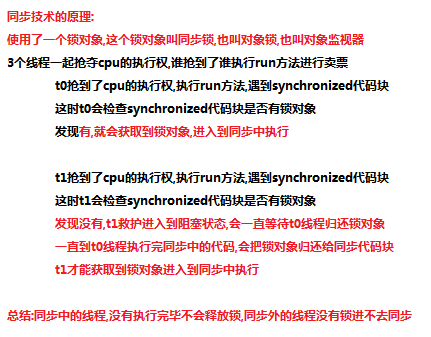 同步技术的原理:
使用了一个锁对象,这个锁对象叫同步锁,也叫对象锁,也叫对象监视器
3个线程一起抢夺cpu的执行权,谁抢到了谁执行run方法进行卖票
t0抢到了cpu的执行权,执行run方法,遇到synchronized代码块
这时t0会检查synchronized代码块是否有锁对象
发现有,就会获取到锁对象,进入到同步中执行
t1抢到了cpu的执行权,执行run方法,遇到synchronized代码块
这时t1会检查synchronized代码块是否有锁对象
发现没有,t1救护进入到阻塞状态,会一直等待t0线程归还锁对象
一直到t0线程执行完同步中的代码,会把锁对象归还给同步代码块
t1才能获取到锁对象进入到同步中执行
总结:同步中的线程,没有执行完毕不会释放锁,同步外的线程没有锁进不去同步